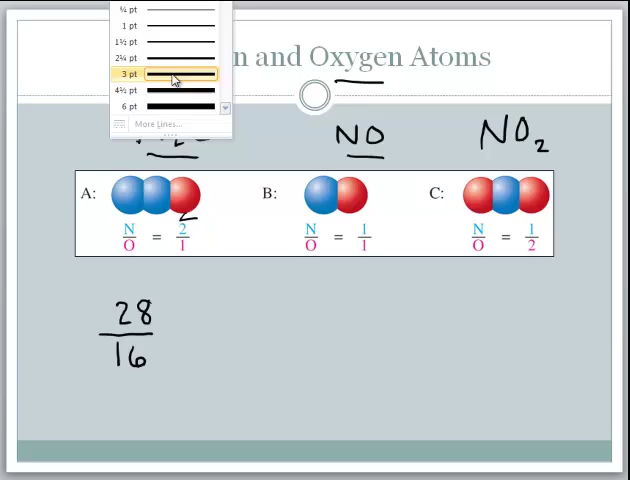 ¼ pt
1 pt
1½ pt
2¼ pt
3 pt
4½ pt
6 pt
More Lines...
n and Oxygen Atoms
NO
NO₂
A:
B:
C:
N/O = 2/1
N/O = 1/1
N/O = 1/2
28
16